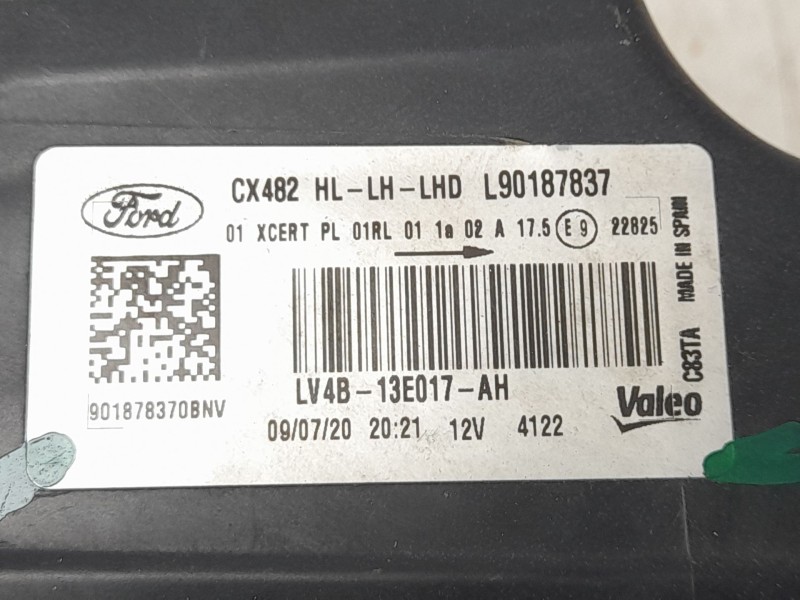 Ford
CX482 HL-LH-LHD L90187837
01 XCERT PL 01RL 01 1a 02 A 17.5 E9 22825
901878370BNV
LV4B-13E017-AH
09/07/20 20:21 12V 4122
Valeo
C83TA MADE IN SPAIN